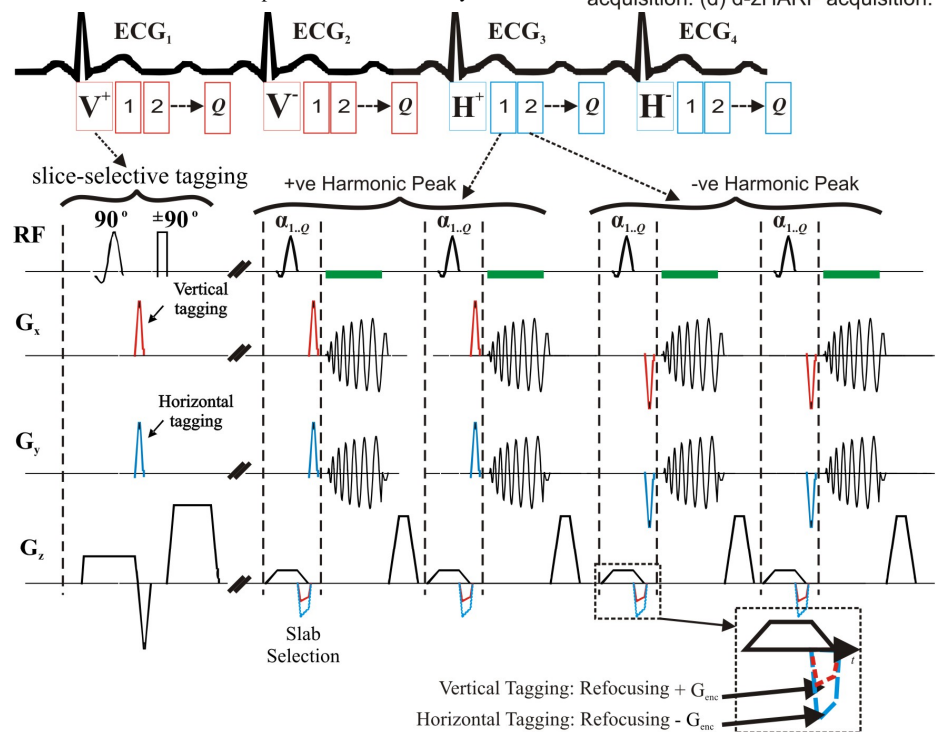 acquisition. (d) d-zHARP acquisition.
ECG₁ ECG₂ ECG₃ ECG₄
V⁺ 1 2 Q V⁻ 1 2 Q H⁺ 1 2 Q H⁻ 1 2 Q
slice-selective tagging
+ve Harmonic Peak -ve Harmonic Peak
90° ±90° α₁..Q α₁..Q α₁..Q α₁..Q
RF
Vertical
tagging
Gₓ
Horizontal
tagging
Gᵧ
G_z
Slab
Selection
t
Vertical Tagging: Refocusing + Gₑₙc
Horizontal Tagging: Refocusing - Gₑₙc